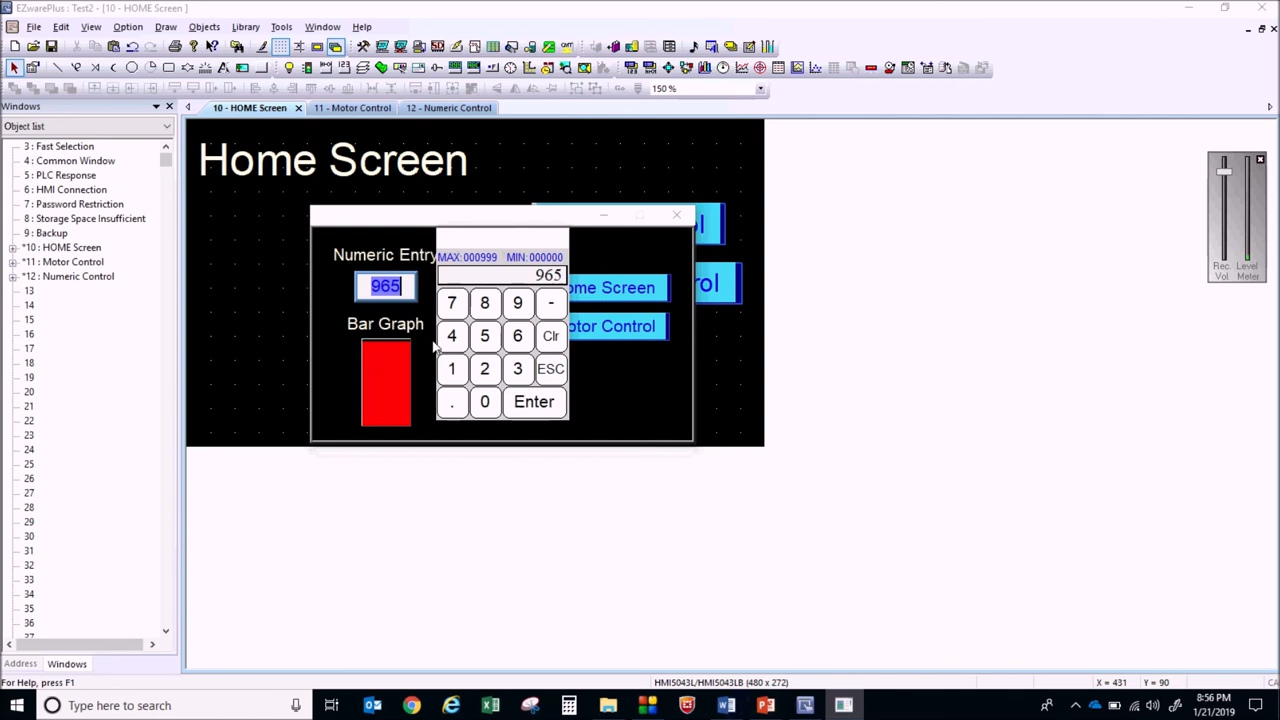 EZwarePlus : Test2 - [10 - HOME Screen ]
File Edit View Option Draw Objects Library Tools Window Help
150 %
Windows
10 - HOME Screen
11 - Motor Control
12 - Numeric Control
Object list
3 : Fast Selection
4 : Common Window
5 : PLC Response
6 : HMI Connection
7 : Password Restriction
8 : Storage Space Insufficient
9 : Backup
*10 : HOME Screen
*11 : Motor Control
*12 : Numeric Control
13
14
15
16
17
18
19
20
21
22
23
24
25
26
27
28
29
30
31
32
33
34
35
36
Home Screen
Numeric Entry
965
Bar Graph
MAX:000999 MIN:000000
965
7 8 9 -
4 5 6 Clr
1 2 3 ESC
. 0 Enter
ome Screen
otor Control
ol
rol
Rec. Level
Vol Meter
Address Windows
For Help, press F1
HMI5043L/HMI5043LB (480 x 272)
X = 431 Y = 90
Type here to search
8:56 PM
1/21/2019